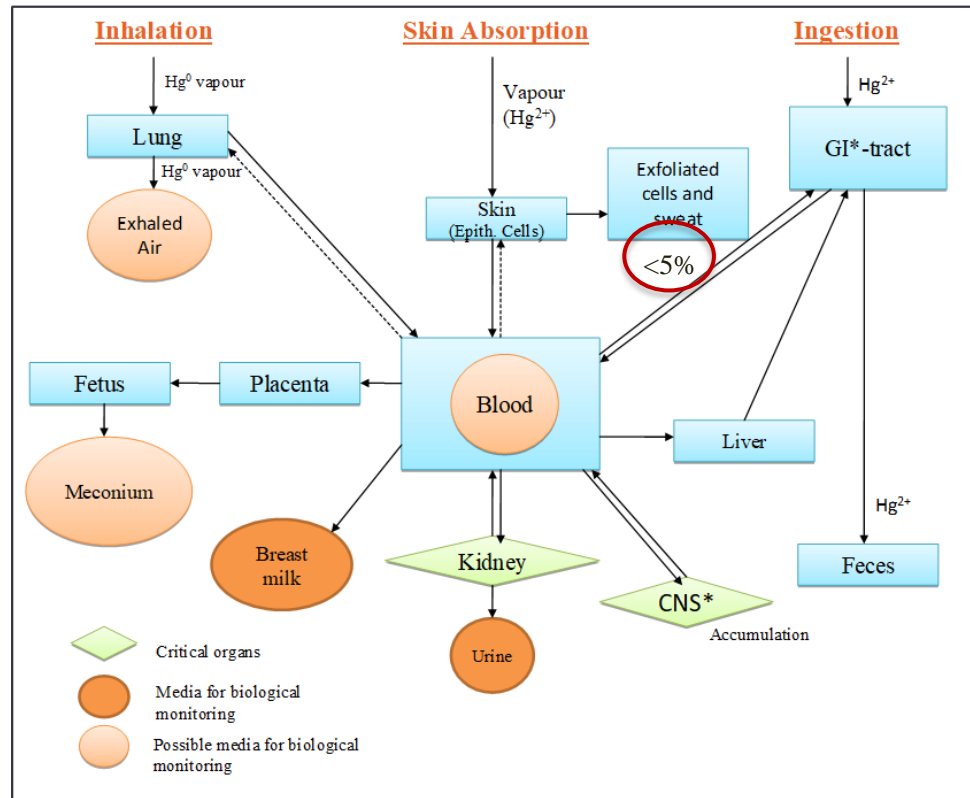 Inhalation
Skin Absorption
Ingestion
Hg⁰ vapour
Vapour
(Hg²⁺)
Hg²⁺
Lung
GI*-tract
Hg⁰ vapour
Exhaled
Air
Skin
(Epith. Cells)
Exfoliated
cells and
sweat
<5%
Fetus
Placenta
Blood
Liver
Meconium
Hg²⁺
Breast
milk
Kidney
Feces
CNS*
Accumulation
Urine
Critical organs
Media for biological
monitoring
Possible media for biological
monitoring